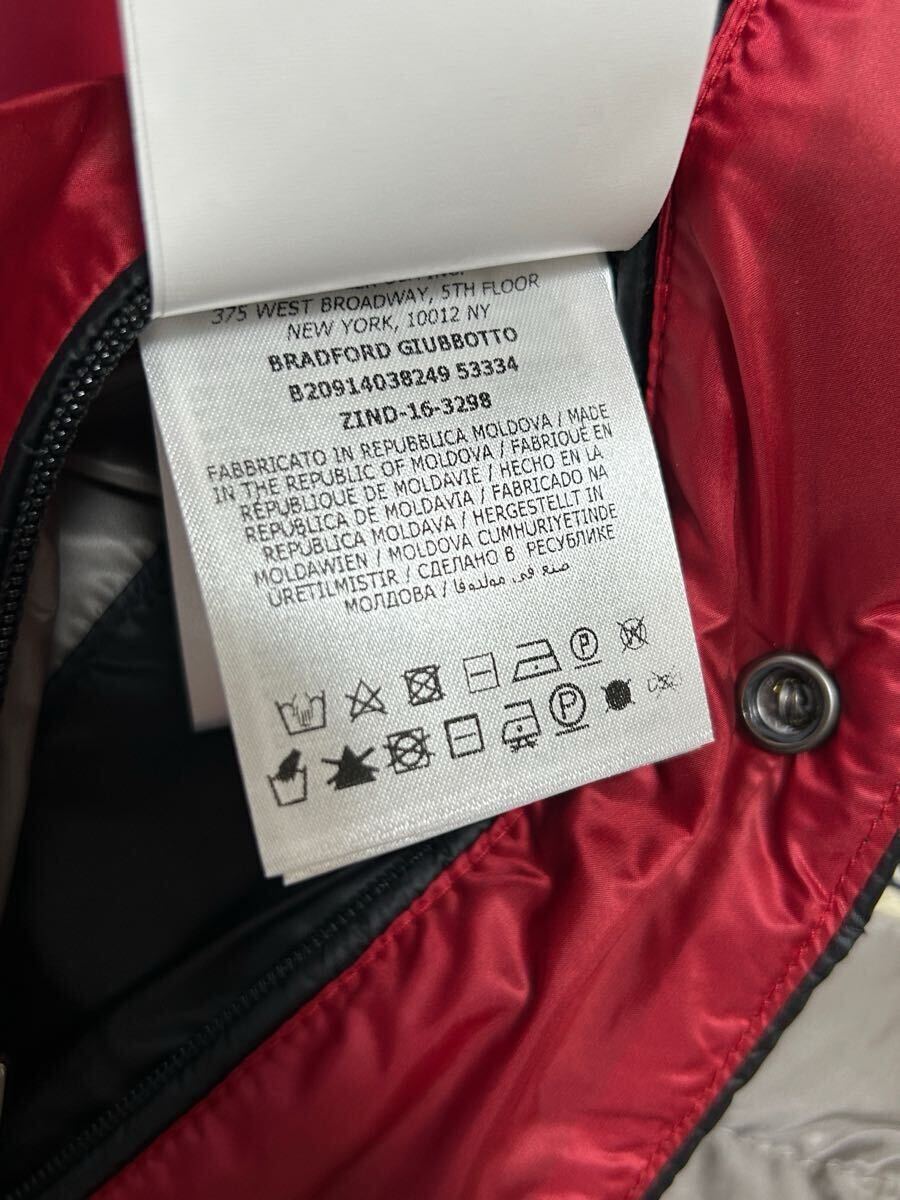 375 WEST BROADWAY, 5TH FLOOR
NEW YORK, 10012 NY
BRADFORD GIUBBOTTO
B20914038249 53334
ZIND-16-3298
FABBRICATO IN REPUBBLICA MOLDOVA / MADE
IN THE REPUBLIC OF MOLDOVA / FABRIQUÉ EN
RÉPUBLIQUE DE MOLDAVIE / HECHO EN LA
REPÚBLICA DE MOLDAVIA / FABRICADO NA
REPÚBLICA MOLDAVA / HERGESTELLT IN
MOLDAWIEN / MOLDOVA CUMHURIYETINDE
URETILMISTIR / СДЕЛАНО В РЕСУБЛИКЕ
МОЛДОВА / صنع في مولدوفا
P W
P